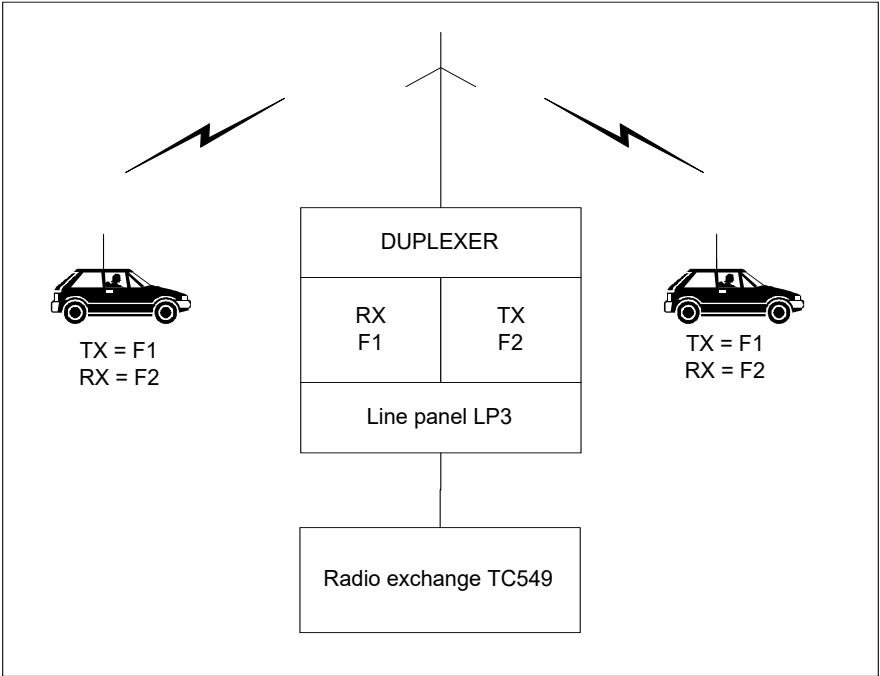 DUPLEXER
RX
F1
TX
F2
TX = F1
RX = F2
TX = F1
RX = F2
Line panel LP3
Radio exchange TC549